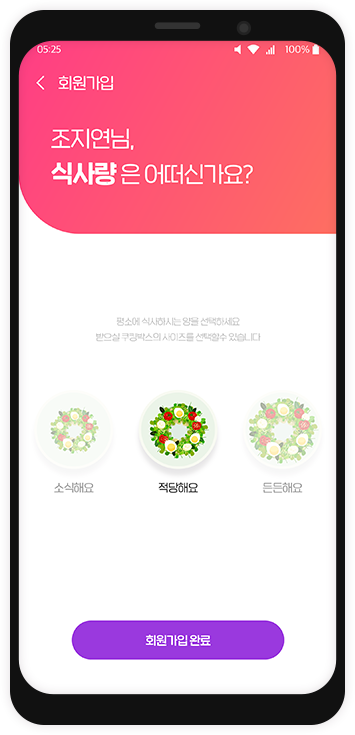 05:25
100%
회원가입
조지연님,
식사량 은 어떠신가요?
평소에 식사하시는 양을 선택하세요
받으실 쿠킹박스의 사이즈를 선택할수 있습니다
소식해요
적당해요
든든해요
회원가입 완료